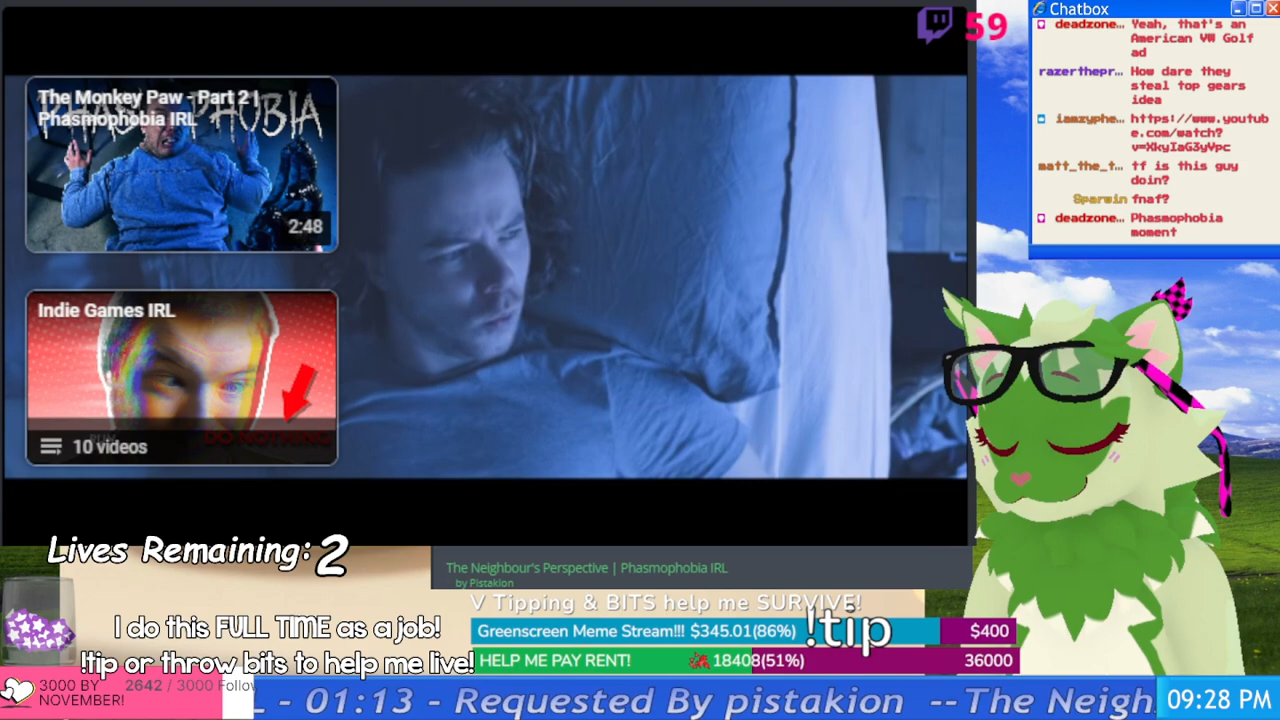 The Monkey Paw - Part 2 |
Phasmophobia IRL
PHASMOPHOBIA
2:48
Indie Games IRL
DO NOTHING
10 videos
59
Chatbox
deadzone… Yeah, that's an
American VW Golf
ad
razerthepr… How dare they
steal top gears
idea
iamzyphe… https://www.youtub
e.com/watch?
v=XkyIaG3yVpc
matt_the_t… tf is this guy
doin?
Sparwin fnaf?
deadzone… Phasmophobia
moment
Lives Remaining: 2
I do this FULL TIME as a job!
!tip or throw bits to help me live!
The Neighbour's Perspective | Phasmophobia IRL
by Pistakion
V Tipping & BITS help me SURVIVE!
Greenscreen Meme Stream!!! $345.01(86%) $400
!tip
HELP ME PAY RENT! 18408(51%) 36000
3000 BY
NOVEMBER!
2642 / 3000 Follow
L - 01:13 - Requested By pistakion --The Neigh
09:28 PM